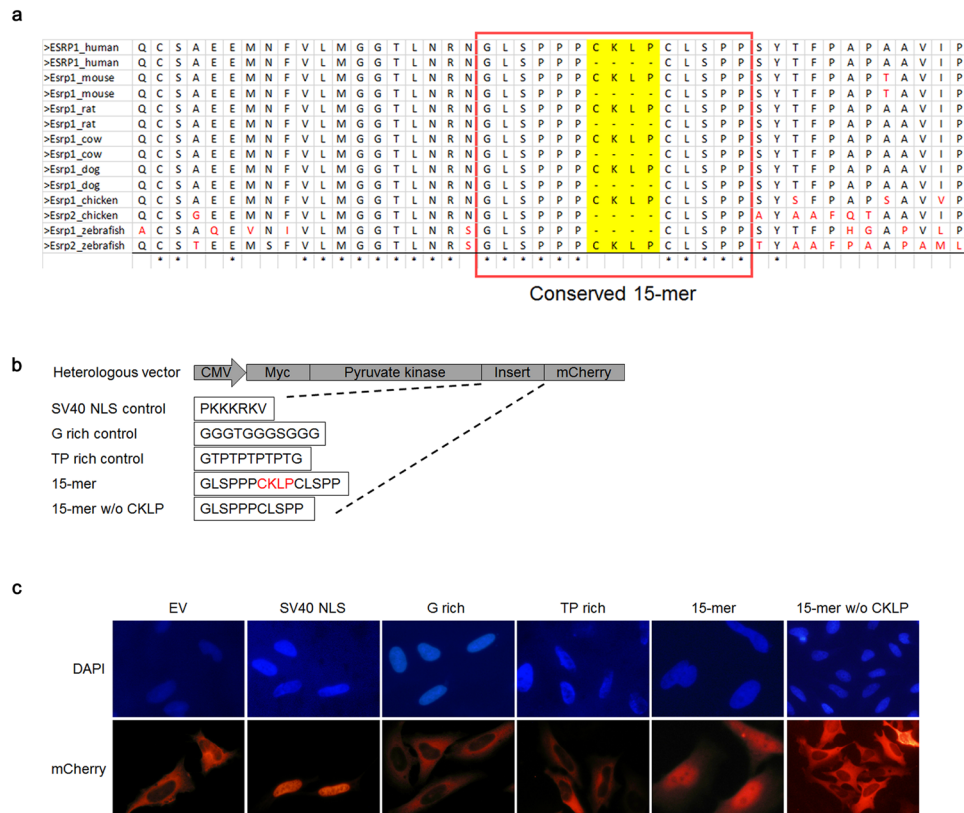 a
>ESRP1_human Q C S A E E M N F V L M G G T L N R N G L S P P P C K L P C L S P P S Y T F P A P A A V I P
>ESRP1_human Q C S A E E M N F V L M G G T L N R N G L S P P P - - - - C L S P P S Y T F P A P A A V I P
>Esrp1_mouse Q C S A E E M N F V L M G G T L N R N G L S P P P C K L P C L S P P S Y T F P A P T A V I P
>Esrp1_mouse Q C S A E E M N F V L M G G T L N R N G L S P P P - - - - C L S P P S Y T F P A P T A V I P
>Esrp1_rat Q C S A E E M N F V L M G G T L N R N G L S P P P C K L P C L S P P S Y T F P A P A A V I P
>Esrp1_rat Q C S A E E M N F V L M G G T L N R N G L S P P P - - - - C L S P P S Y T F P A P A A V I P
>Esrp1_cow Q C S A E E M N F V L M G G T L N R N G L S P P P C K L P C L S P P S Y T F P A P A A V I P
>Esrp1_cow Q C S A E E M N F V L M G G T L N R N G L S P P P - - - - C L S P P S Y T F P A P A A V I P
>Esrp1_dog Q C S A E E M N F V L M G G T L N R N G L S P P P C K L P C L S P P S Y T F P A P A A V I P
>Esrp1_dog Q C S A E E M N F V L M G G T L N R N G L S P P P - - - - C L S P P S Y T F P A P A A V I P
>Esrp1_chicken Q C S A E E M N F V L M G G T L N R N G L S P P P C K L P C L S P P S Y S F P A P S A V V P
>Esrp2_chicken Q C S G E E M N F V L M G G T L N R N G L S P P P - - - - C L S P P A Y A A F Q T A A V I P
>Esrp1_zebrafish A C S A Q E V N I V L M G G T L N R S G L S P P P - - - - C L S P P S Y T F P H G A P V L P
>Esrp2_zebrafish Q C S T E E M S F V L M G G T L N R S G L S P P P C K L P C L S P P T Y A A F P A A P A M L
* * * * * * * * * * * * * * * * * * * * * * * *
Conserved 15-mer
b
Heterologous vector CMV Myc Pyruvate kinase Insert mCherry
SV40 NLS control PKKKRKV
G rich control GGGTGGGSGGG
TP rich control GTPTPTPTPTG
15-mer GLSPPPCKLPCLSPP
15-mer w/o CKLP GLSPPPCLSPP
c
EV SV40 NLS G rich TP rich 15-mer 15-mer w/o CKLP
DAPI
mCherry